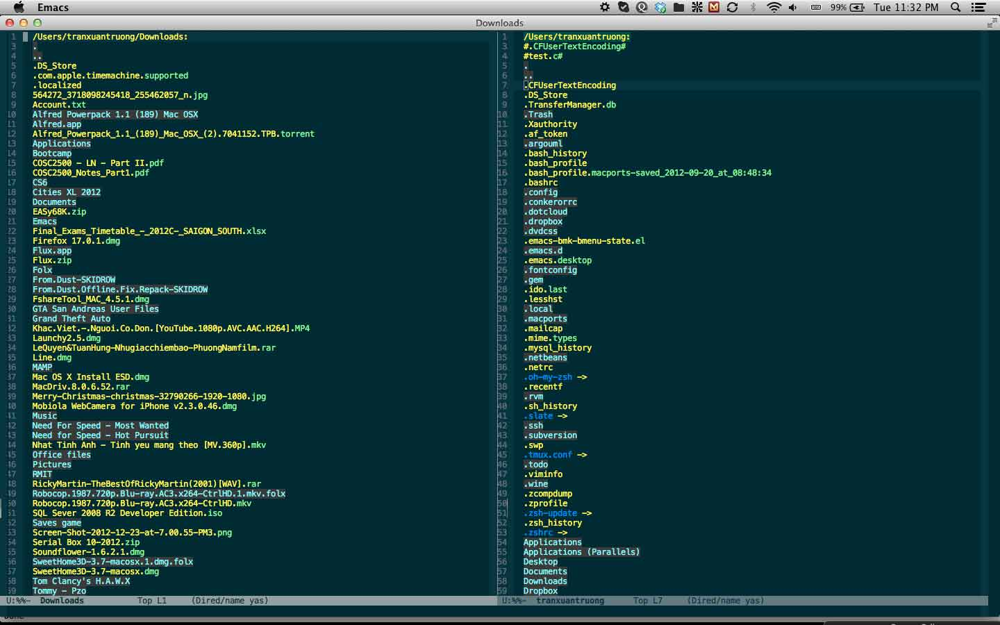 Emacs
99%
Tue 11:32 PM
Downloads
1 /Users/tranxuantruong/Downloads:
3 .
4 ..
5 .DS_Store
6 .com.apple.timemachine.supported
7 .localized
8 564272_3718098245418_255462057_n.jpg
9 Account.txt
10 Alfred Powerpack 1.1 (189) Mac OSX
11 Alfred.app
12 Alfred_Powerpack_1.1_(189)_Mac_OSX_(2).7041152.TPB.torrent
13 Applications
14 Bootcamp
15 COSC2500 - LN - Part II.pdf
16 COSC2500_Notes_Part1.pdf
17 CS6
18 Cities XL 2012
19 Documents
20 EASy68K.zip
21 Emacs
22 Final_Exams_Timetable_-_2012C-_SAIGON_SOUTH.xlsx
23 Firefox 17.0.1.dmg
24 Flux.app
25 Flux.zip
26 Folx
27 From.Dust-SKIDROW
28 From.Dust.Offline.Fix.Repack-SKIDROW
29 FshareTool_MAC_4.5.1.dmg
30 GTA San Andreas User Files
31 Grand Theft Auto
32 Khac.Viet.-.Nguoi.Co.Don.[YouTube.1080p.AVC.AAC.H264].MP4
33 Launchy2.5.dmg
34 LeQuyen&TuanHung-Nhugiacchiembao-PhuongNamfilm.rar
35 Line.dmg
36 MAMP
37 Mac OS X Install ESD.dmg
38 MacDriv.8.0.6.52.rar
39 Merry-Christmas-christmas-32790266-1920-1080.jpg
40 Mobiola WebCamera for iPhone v2.3.0.46.dmg
41 Music
42 Need For Speed - Most Wanted
43 Need for Speed - Hot Pursuit
44 Nhat Tinh Anh - Tinh yeu mang theo [MV.360p].mkv
45 Office files
46 Pictures
47 RMIT
48 RickyMartin-TheBestOfRickyMartin(2001)[WAV].rar
49 Robocop.1987.720p.Blu-ray.AC3.x264-CtrlHD.1.mkv.folx
50 Robocop.1987.720p.Blu-ray.AC3.x264-CtrlHD.mkv
51 SQL Sever 2008 R2 Developer Edition.iso
52 Saves game
53 Screen-Shot-2012-12-23-at-7.00.55-PM3.png
54 Serial Box 10-2012.zip
55 Soundflower-1.6.2.1.dmg
56 SweetHome3D-3.7-macosx.1.dmg.folx
57 SweetHome3D-3.7-macosx.dmg
58 Tom Clancy's H.A.W.X
59 Tommy - Pzo
U:%%- Downloads Top L1 (Dired/name yas)
1 /Users/tranxuantruong:
3 #.CFUserTextEncoding#
4 #test.c#
5 .
6 ..
7 .CFUserTextEncoding
8 .DS_Store
9 .TransferManager.db
10 .Trash
11 .Xauthority
12 .af_token
13 .argouml
14 .bash_history
15 .bash_profile
16 .bash_profile.macports-saved_2012-09-20_at_08:48:34
17 .bashrc
18 .config
19 .conkerorrc
20 .dotcloud
21 .dropbox
22 .dvdcss
23 .emacs-bmk-bmenu-state.el
24 .emacs.d
25 .emacs.desktop
26 .fontconfig
27 .gem
28 .ido.last
29 .lesshst
30 .local
31 .macports
32 .mailcap
33 .mime.types
34 .mysql_history
35 .netbeans
36 .netrc
37 .oh-my-zsh ->
38 .recentf
39 .rvm
40 .sh_history
41 .slate ->
42 .ssh
43 .subversion
44 .swp
45 .tmux.conf ->
46 .todo
47 .viminfo
48 .wine
49 .zcompdump
50 .zprofile
51 .zsh-update ->
52 .zsh_history
53 .zshrc ->
54 Applications
55 Applications (Parallels)
56 Desktop
57 Documents
58 Downloads
59 Dropbox
U:%%- tranxuantruong Top L7 (Dired/name yas)